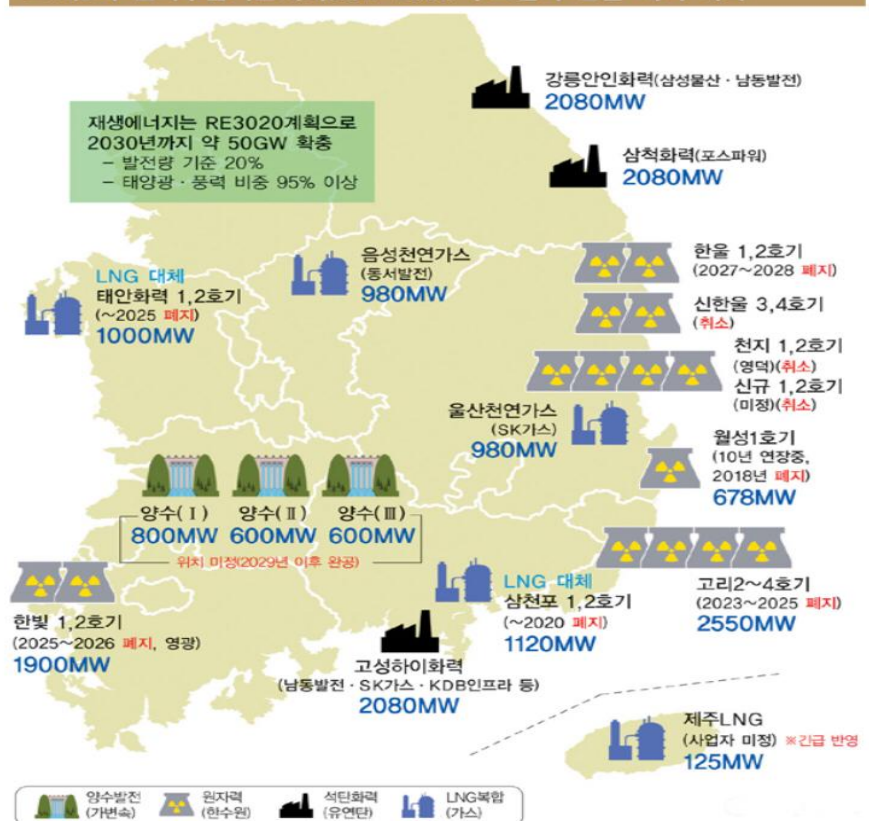 재생에너지는 RE3020계획으로
2030년까지 약 50GW 확충
- 발전량 기준 20%
- 태양광·풍력 비중 95% 이상
강릉안인화력(삼성물산·남동발전)
2080MW
삼척화력(포스파워)
2080MW
음성천연가스
(동서발전)
980MW
LNG 대체
태안화력 1,2호기
(~2025 폐지)
1000MW
한울 1,2호기
(2027~2028 폐지)
신한울 3,4호기
(취소)
천지 1,2호기
(영덕)(취소)
신규 1,2호기
(미정)(취소)
울산천연가스
(SK가스)
980MW
월성1호기
(10년 연장중,
2018년 폐지)
678MW
양수(Ⅰ)
800MW
양수(Ⅱ)
600MW
양수(Ⅲ)
600MW
위치 미정(2029년 이후 완공)
한빛 1,2호기
(2025~2026 폐지, 영광)
1900MW
LNG 대체
삼천포 1,2호기
(~2020 폐지)
1120MW
고리2~4호기
(2023~2025 폐지)
2550MW
고성하이화력
(남동발전·SK가스·KDB인프라 등)
2080MW
제주LNG
(사업자 미정) ※긴급 반영
125MW
양수발전
(가변속)
원자력
(한수원)
석탄화력
(유연탄)
LNG복합
(가스)